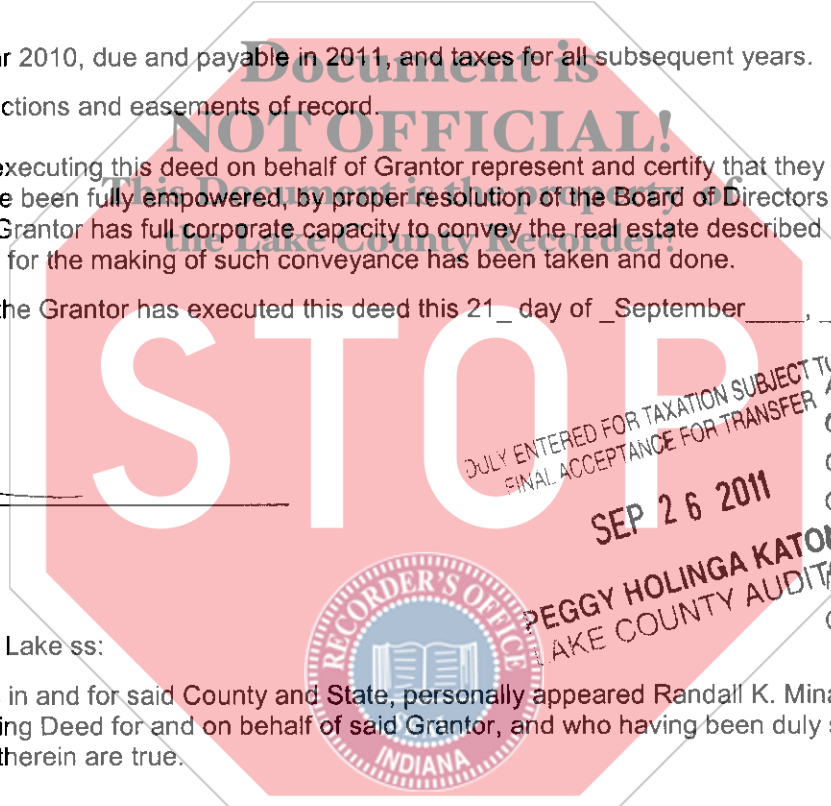 r 2010, due and payable in 2011, and taxes for all subsequent years.
Document is
ctions and easements of record.
NOT OFFICIAL!
executing this deed on behalf of Grantor represent and certify that they
This Document is the property of
e been fully empowered, by proper resolution of the Board of Directors
the Lake County Recorder!
Grantor has full corporate capacity to convey the real estate described
for the making of such conveyance has been taken and done.
the Grantor has executed this deed this 21_ day of _September____, _
STOP
DULY ENTERED FOR TAXATION SUBJECT TO
FINAL ACCEPTANCE FOR TRANSFER
SEP 26 2011
PEGGY HOLINGA KATO
LAKE COUNTY AUDIT
RECORDER'S OFFICE
INDIANA
Lake ss:
in and for said County and State, personally appeared Randall K. Mina
ing Deed for and on behalf of said Grantor, and who having been duly s
therein are true.